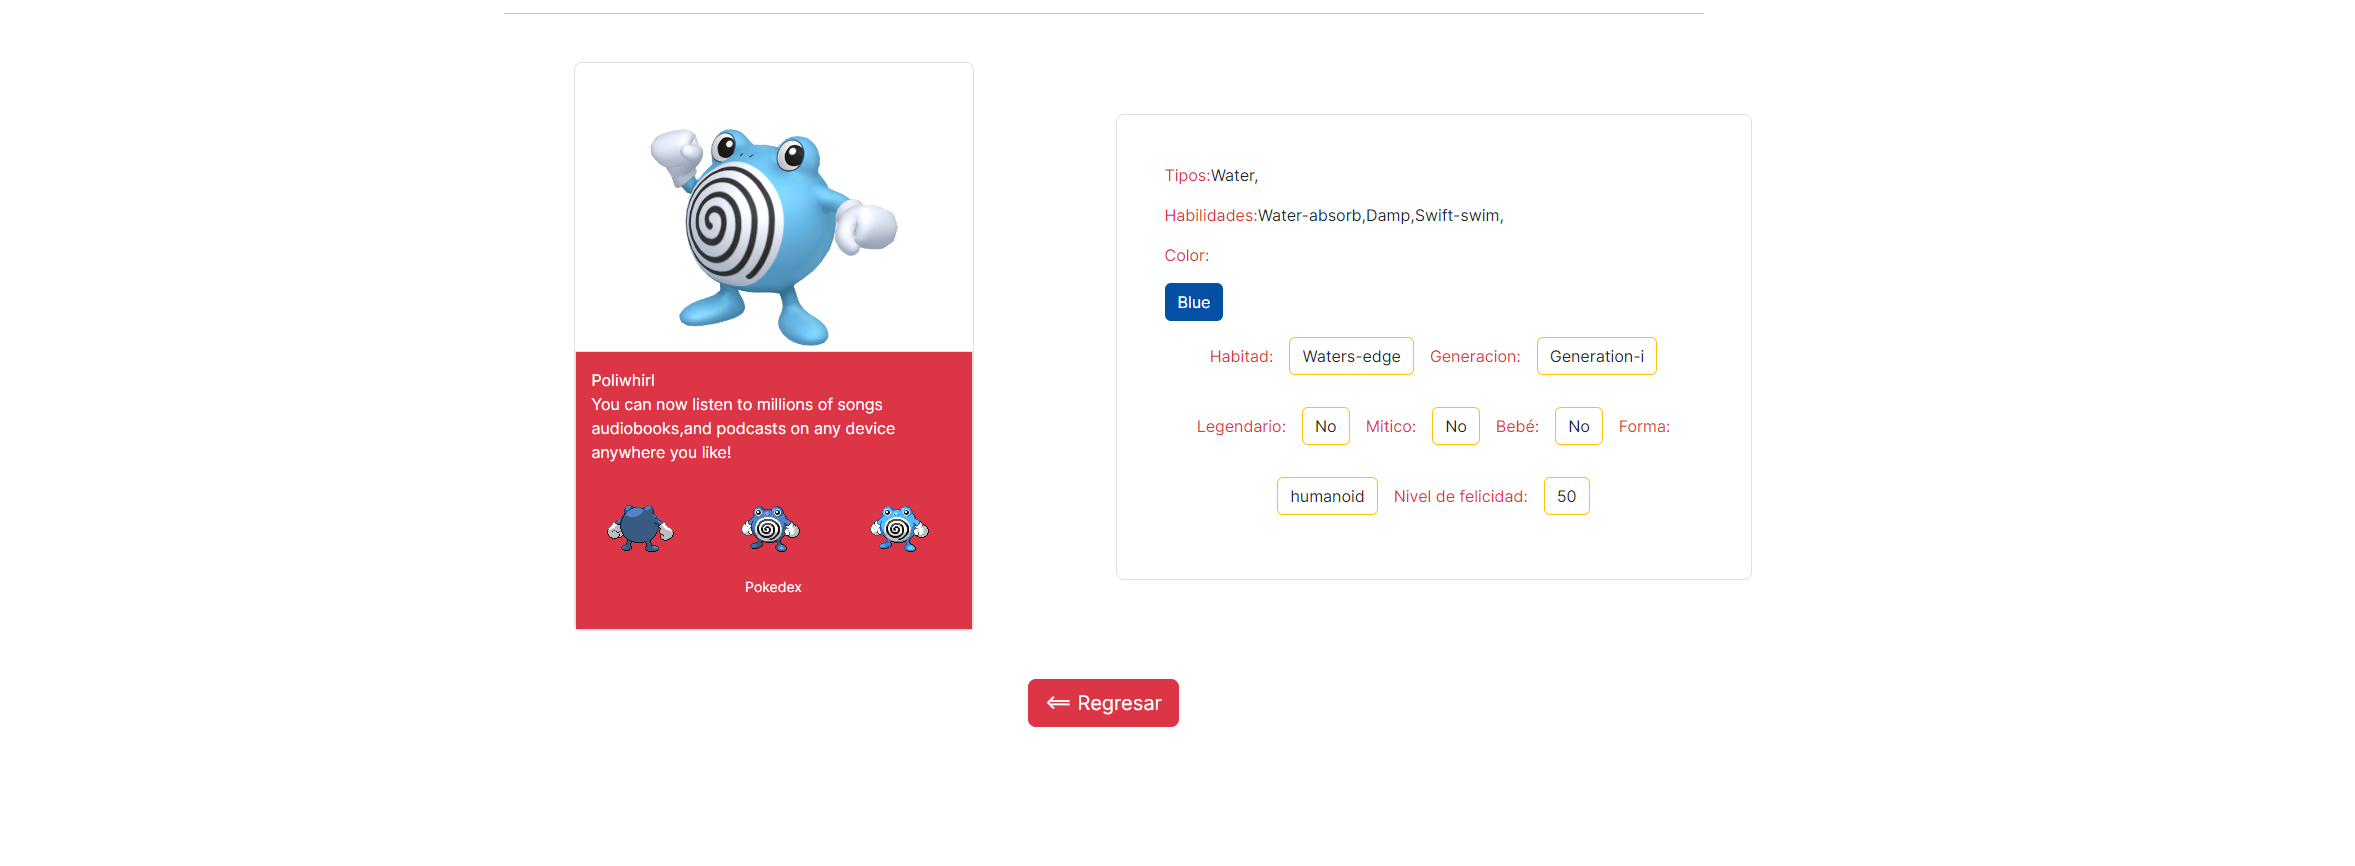 Poliwhirl
You can now listen to millions of songs
audiobooks,and podcasts on any device
anywhere you like!
Pokedex
Tipos:Water,
Habilidades:Water-absorb,Damp,Swift-swim,
Color:
Blue
Habitad: Waters-edge Generacion: Generation-i
Legendario: No Mitico: No Bebé: No Forma:
humanoid Nivel de felicidad: 50
⟸ Regresar